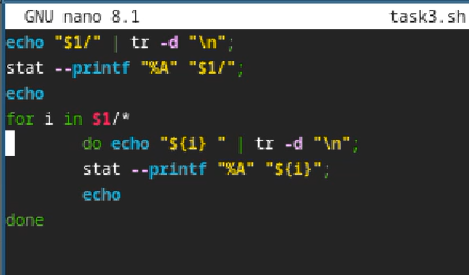 GNU nano 8.1 task3.sh
echo "$1/" | tr -d "\n";
stat --printf "%A" "$1/";
echo
for i in $1/*
do echo "${i} " | tr -d "\n";
stat --printf "%A" "${i}";
echo
done